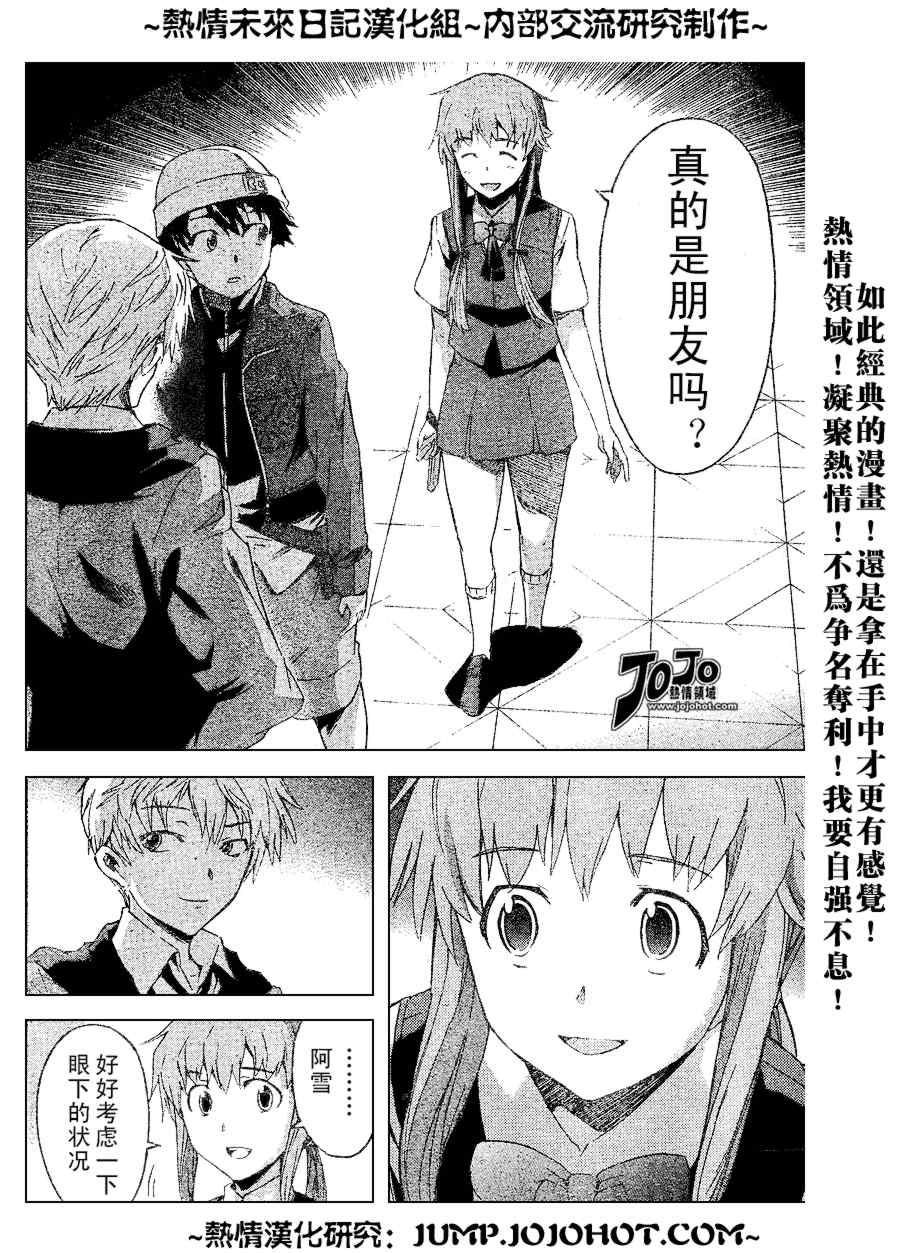 ~熱情未來日記漢化組~内部交流研究制作~
真的是朋友吗？
如此經典的漫畫！還是拿在手中才更有感覺！
熱情領域！凝聚熱情！不爲争名奪利！我要自强不息！
JOJO
熱情領域
www.jojohot.com
………
阿雪
好好考虑一下
眼下的状况
~熱情漢化研究：JUMP.JOJOHOT.COM~